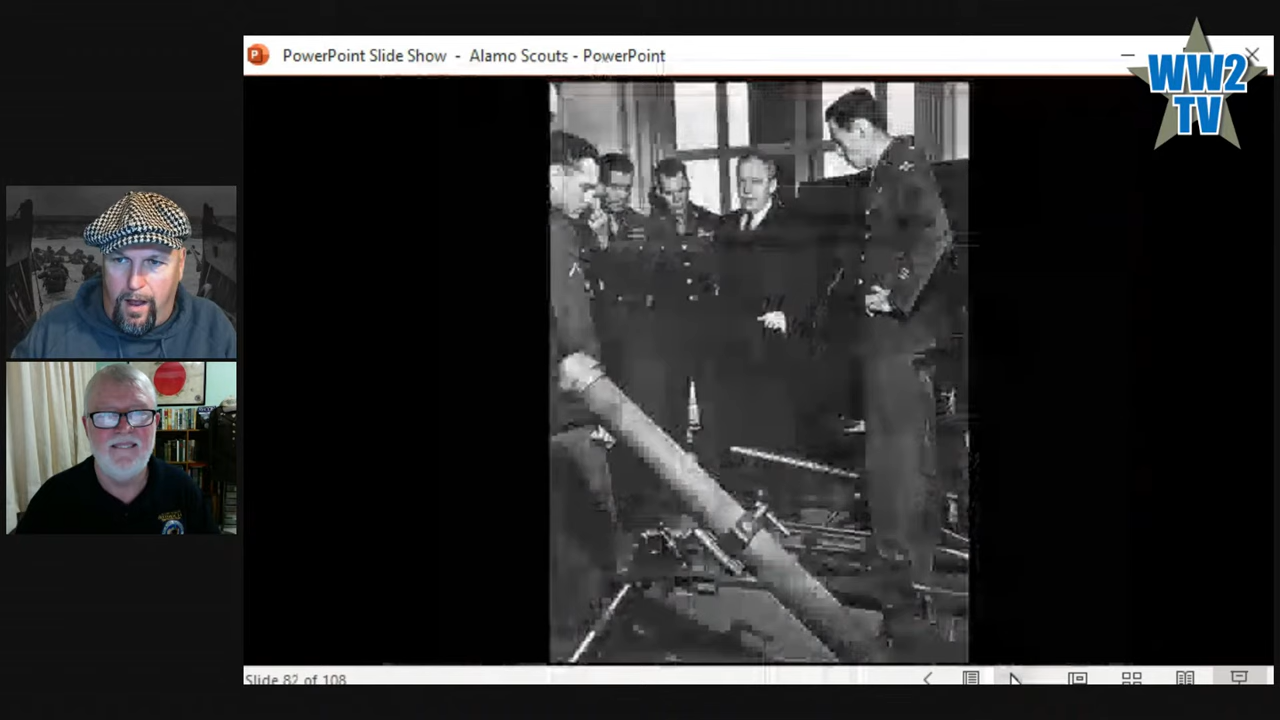 PowerPoint Slide Show - Alamo Scouts - PowerPoint
WW2
TV
Slide 82 of 108